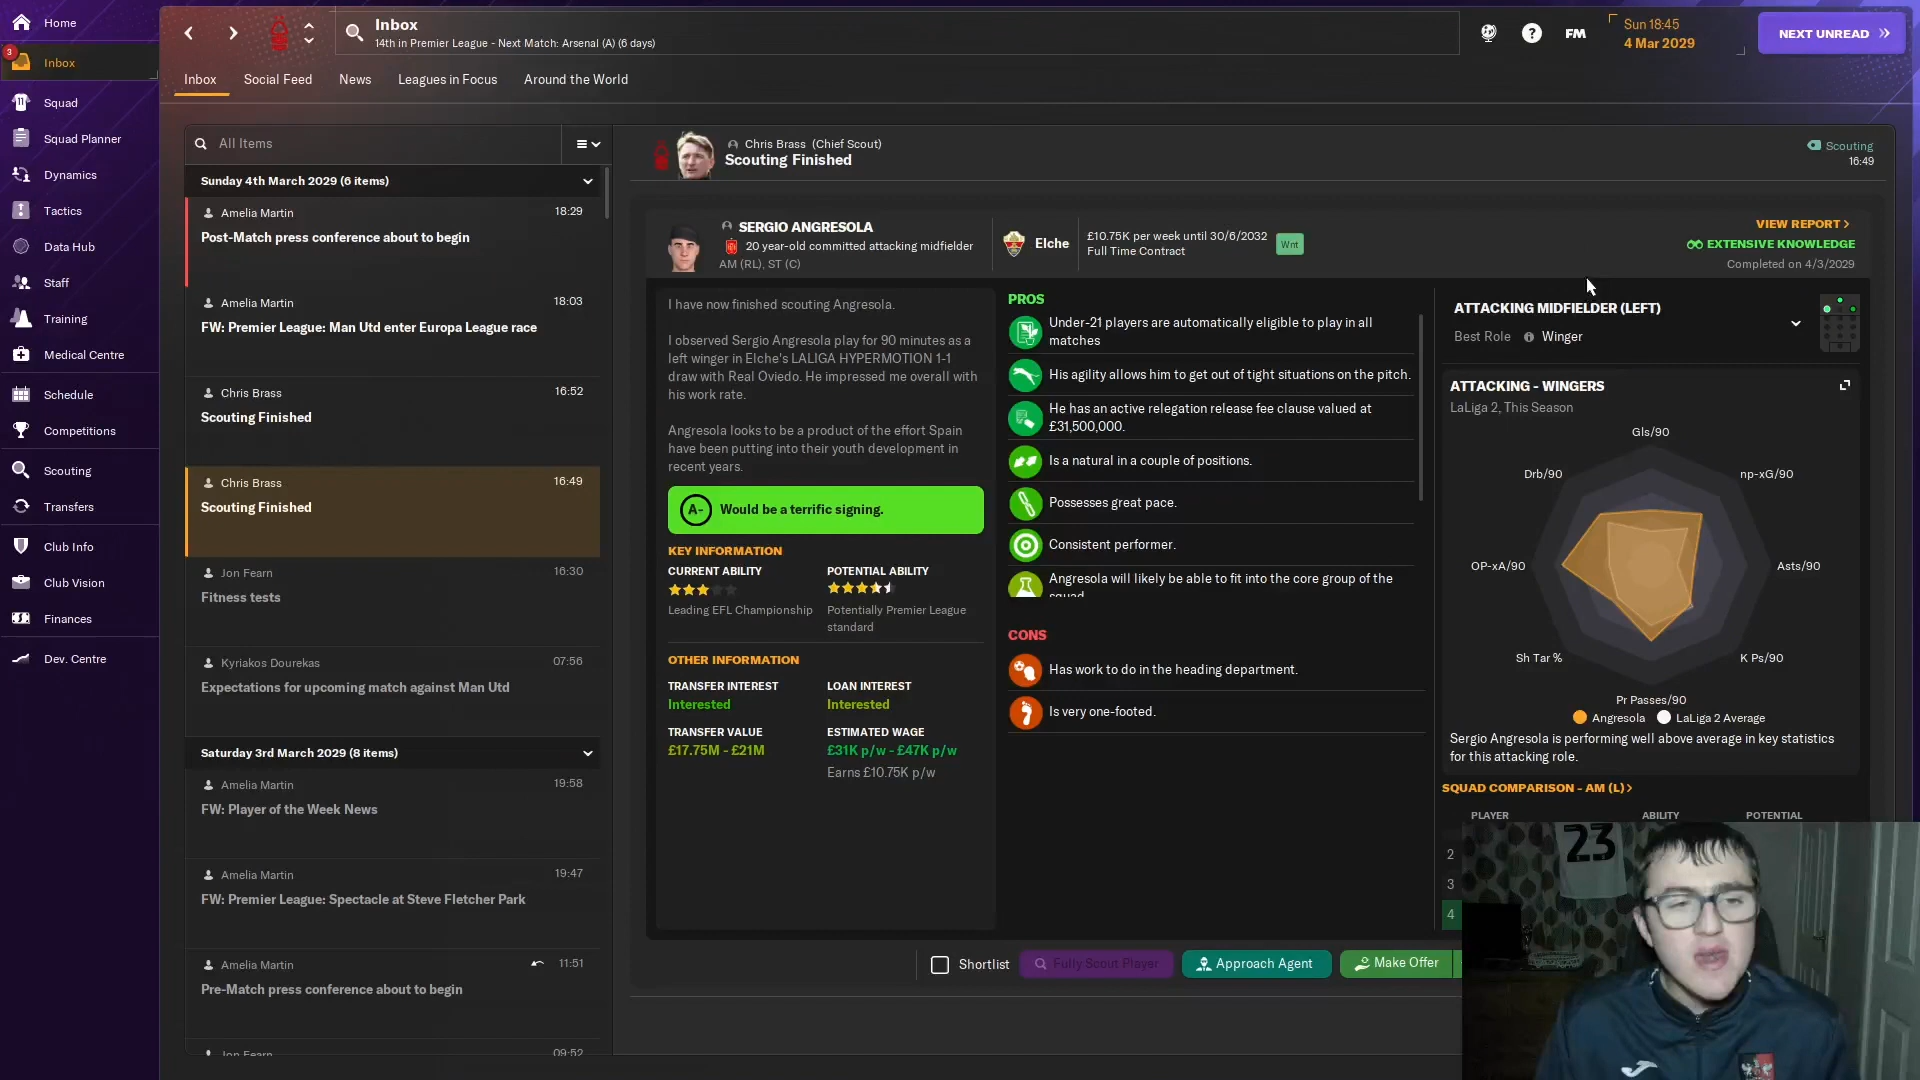 Home
3
Inbox
Squad
Squad Planner
Dynamics
Tactics
Data Hub
Staff
Training
Medical Centre
Schedule
Competitions
Scouting
Transfers
Club Info
Club Vision
Finances
Dev. Centre
Inbox
14th in Premier League - Next Match: Arsenal (A) (6 days)
FM
Sun 18:45
4 Mar 2029
NEXT UNREAD
Inbox
Social Feed
News
Leagues in Focus
Around the World
All Items
Sunday 4th March 2029 (6 items)
Amelia Martin 18:29
Post-Match press conference about to begin
Amelia Martin 18:03
FW: Premier League: Man Utd enter Europa League race
Chris Brass 16:52
Scouting Finished
Chris Brass 16:49
Scouting Finished
Jon Fearn 16:30
Fitness tests
Kyriakos Dourekas 07:56
Expectations for upcoming match against Man Utd
Saturday 3rd March 2029 (8 items)
Amelia Martin 19:58
FW: Player of the Week News
Amelia Martin 19:47
FW: Premier League: Spectacle at Steve Fletcher Park
Amelia Martin 11:51
Pre-Match press conference about to begin
Jon Fearn 09:52
Chris Brass (Chief Scout)
Scouting Finished
Scouting
16:49
SERGIO ANGRESOLA
20 year-old committed attacking midfielder
AM (RL), ST (C)
Elche
£10.75K per week until 30/6/2032
Full Time Contract
Wnt
VIEW REPORT >
EXTENSIVE KNOWLEDGE
Completed on 4/3/2029
I have now finished scouting Angresola.
I observed Sergio Angresola play for 90 minutes as a
left winger in Elche's LALIGA HYPERMOTION 1-1
draw with Real Oviedo. He impressed me overall with
his work rate.
Angresola looks to be a product of the effort Spain
have been putting into their youth development in
recent years.
A- Would be a terrific signing.
KEY INFORMATION
CURRENT ABILITY
Leading EFL Championship
POTENTIAL ABILITY
Potentially Premier League
standard
OTHER INFORMATION
TRANSFER INTEREST
Interested
LOAN INTEREST
Interested
TRANSFER VALUE
£17.75M - £21M
ESTIMATED WAGE
£31K p/w - £47K p/w
Earns £10.75K p/w
PROS
Under-21 players are automatically eligible to play in all
matches
His agility allows him to get out of tight situations on the pitch.
He has an active relegation release fee clause valued at
£31,500,000.
Is a natural in a couple of positions.
Possesses great pace.
Consistent performer.
Angresola will likely be able to fit into the core group of the
squad.
CONS
Has work to do in the heading department.
Is very one-footed.
ATTACKING MIDFIELDER (LEFT)
Best Role Winger
ATTACKING - WINGERS
LaLiga 2, This Season
Gls/90
np-xG/90
Asts/90
K Ps/90
Pr Passes/90
Sh Tar %
OP-xA/90
Drb/90
Angresola LaLiga 2 Average
Sergio Angresola is performing well above average in key statistics
for this attacking role.
SQUAD COMPARISON - AM (L) >
PLAYER ABILITY POTENTIAL
2
3
4
Shortlist
Fully Scout Player
Approach Agent
Make Offer
23